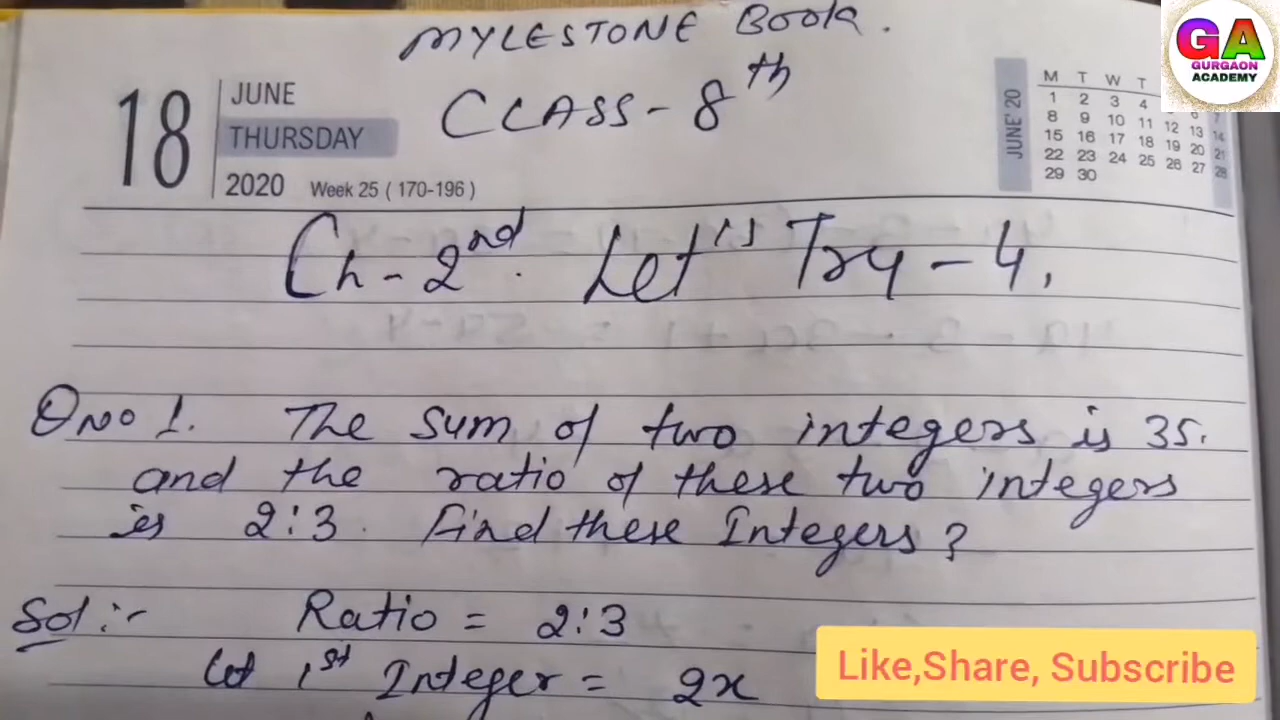 MYLESTONE Book.
GA
GURGAON
ACADEMY
18
JUNE
THURSDAY
2020 Week 25 (170-196)
CLASS - 8th
JUNE' 20
M T W T
1 2 3 4
8 9 10 11 12 13 14
15 16 17 18 19 20 21
22 23 24 25 26 27 28
29 30
Ch - 2nd. Let's Try - 4.
Q no 1. The sum of two integers is 35.
and the ratio of these two integers
is 2:3. Find these Integers?
Sol :- Ratio = 2:3
Let 1st Integer = 2x
Like,Share, Subscribe